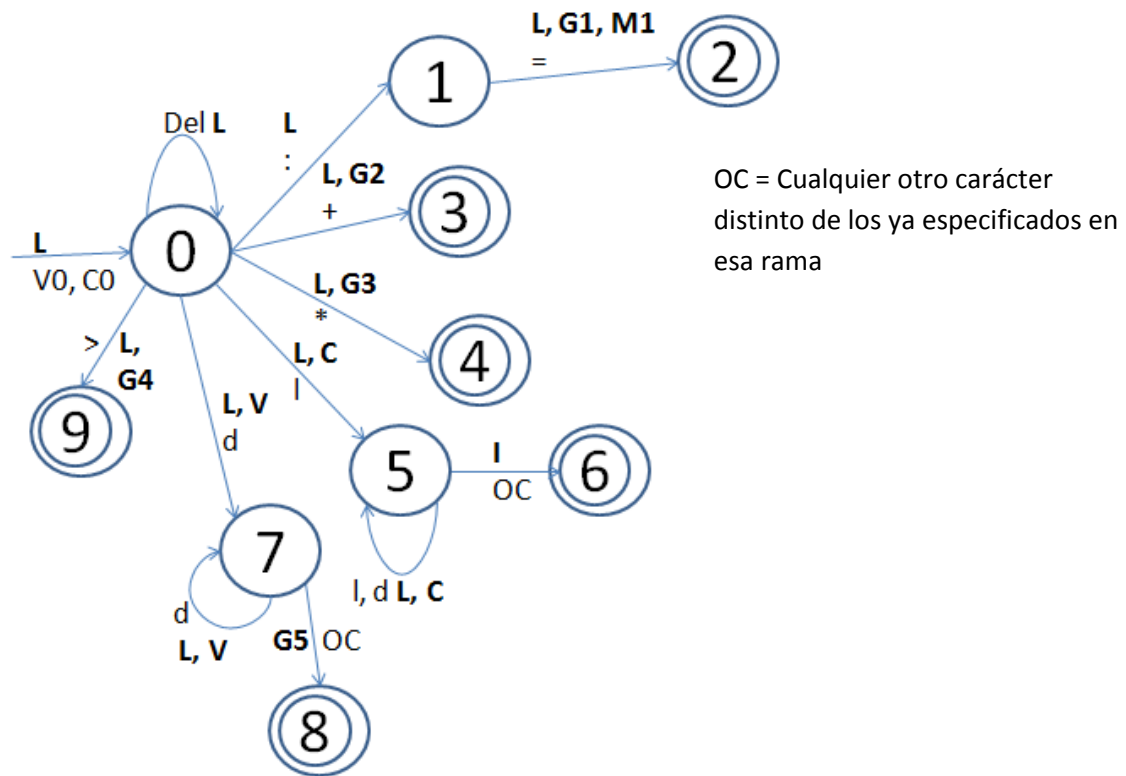 L, G1, M1
=
1
2
Del L
L
:
L, G2
+
3
OC = Cualquier otro carácter
distinto de los ya especificados en
esa rama
L
V0, C0
0
L, G3
*
4
> L,
G4
9
L, C
l
L, V
d
5
I
OC
6
7
l, d L, C
d
L, V
G5 OC
8